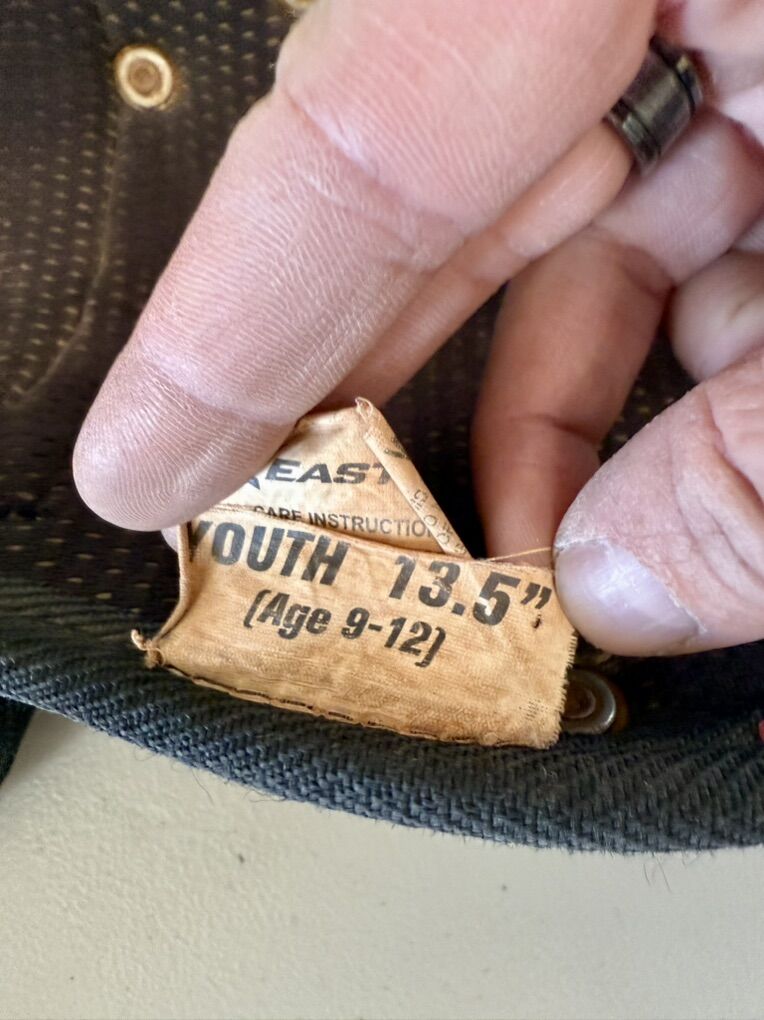 EAST
CARE INSTRUCTIO
YOUTH 13.5”
(Age 9-12)